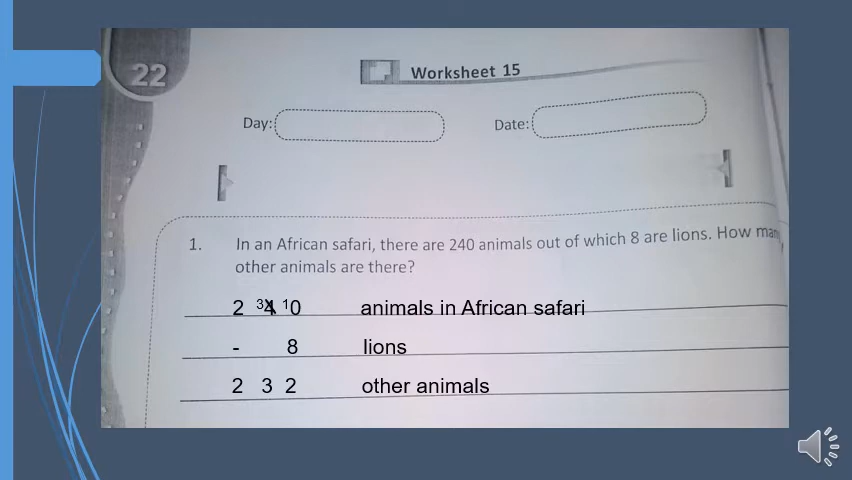 22
Worksheet 15
Day:
Date:
1. In an African safari, there are 240 animals out of which 8 are lions. How many
other animals are there?
2 ³4 ¹0 animals in African safari
- 8 lions
2 3 2 other animals